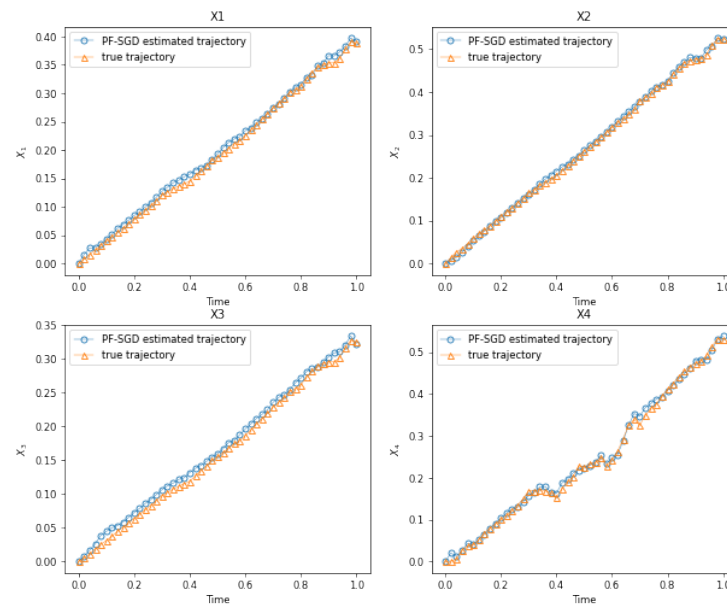 X1
PF-SGD estimated trajectory
true trajectory
0.40
0.35
0.30
0.25
0.20
0.15
0.10
0.05
0.00
X₁
0.0 0.2 0.4 0.6 0.8 1.0
Time
X2
PF-SGD estimated trajectory
true trajectory
0.5
0.4
0.3
0.2
0.1
0.0
X₂
0.0 0.2 0.4 0.6 0.8 1.0
Time
X3
PF-SGD estimated trajectory
true trajectory
0.35
0.30
0.25
0.20
0.15
0.10
0.05
0.00
X₃
0.0 0.2 0.4 0.6 0.8 1.0
Time
X4
PF-SGD estimated trajectory
true trajectory
0.5
0.4
0.3
0.2
0.1
0.0
X₄
0.0 0.2 0.4 0.6 0.8 1.0
Time